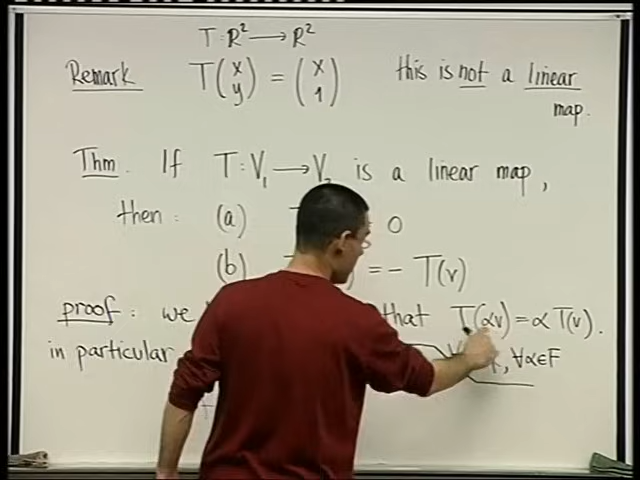 T: R² → R²
Remark T(x y) = (x 1) this is not a linear map.
Thm. If T: V₁ → V₂ is a linear map,
then: (a) T 0
(b) = - T(v)
proof: we that T(αv) = α T(v).
in particular , ∀α∈F